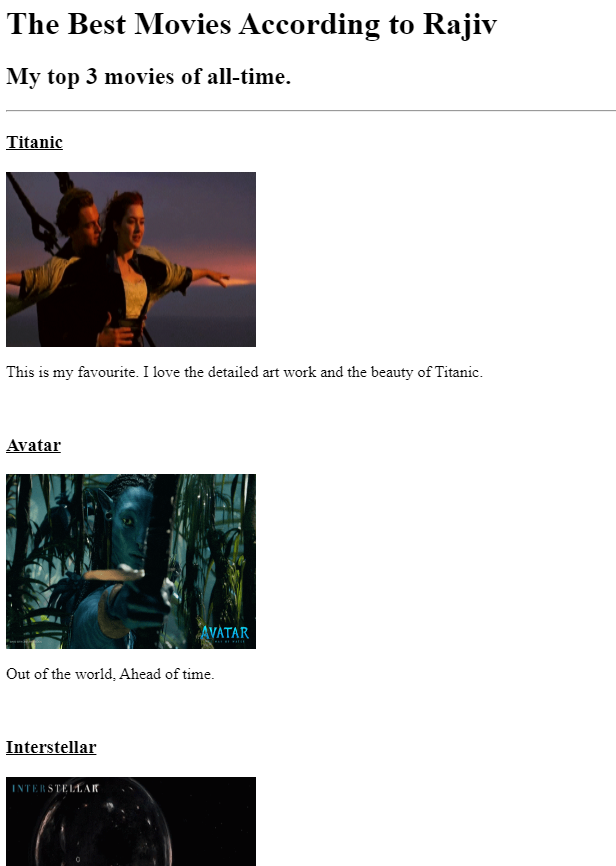 The Best Movies According to Rajiv
My top 3 movies of all-time.
Titanic
This is my favourite. I love the detailed art work and the beauty of Titanic.
Avatar
AVATAR
Out of the world, Ahead of time.
Interstellar
INTERSTELLAR